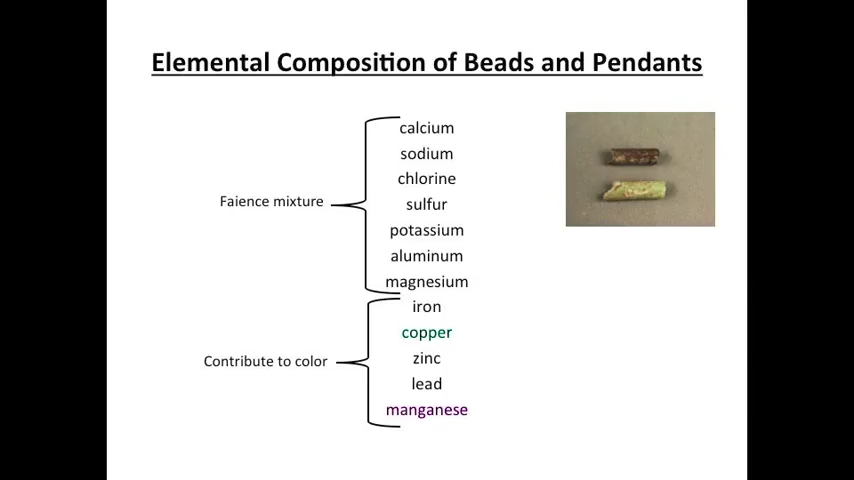 Elemental Composition of Beads and Pendants
Faience mixture
calcium
sodium
chlorine
sulfur
potassium
aluminum
magnesium
Contribute to color
iron
copper
zinc
lead
manganese